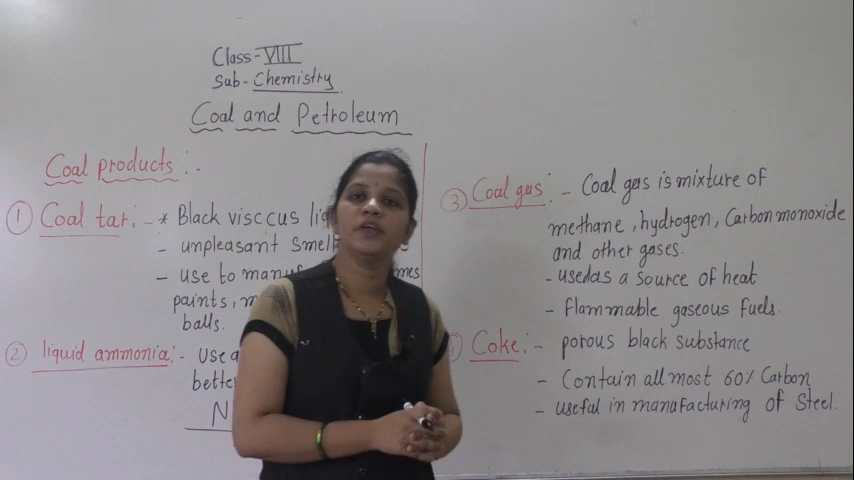 Class-VIII
Sub-Chemistry
Coal and Petroleum
Coal products:-
① Coal tar:- * Black visccus
- unpleasant smell
- use to
paints,
balls.
② liquid ammonia:- Use
N
③ Coal gas:- Coal gas is mixture of
methane, hydrogen, Carbon monoxide
and other gases.
- used as a source of heat
- flammable gaseous fuels.
Coke:- porous black substance
- Contain all most 60% Carbon
- useful in manufacturing of Steel.